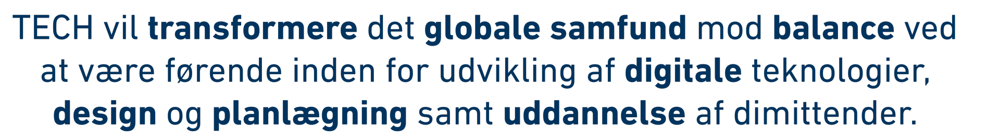 TECH vil transformere det globale samfund mod balance ved
at være førende inden for udvikling af digitale teknologier,
design og planlægning samt uddannelse af dimittender.